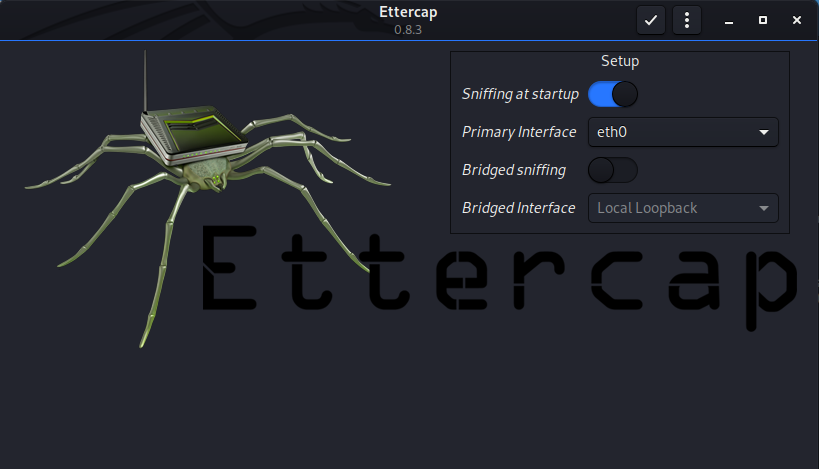 Ettercap
0.8.3
Setup
Sniffing at startup
Primary Interface eth0
Bridged sniffing
Bridged Interface Local Loopback
Ettercap